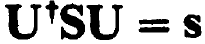 U†SU = s